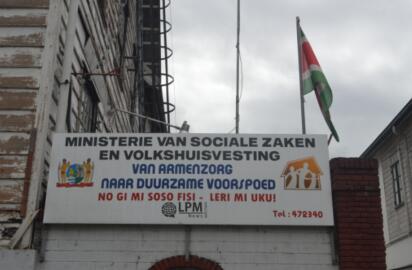 MINISTERIE VAN SOCIALE ZAKEN
EN VOLKSHUISVESTING
VAN ARMENZORG
NAAR DUURZAME VOORSPOED
NO GI MI SOSO FISI - LERI MI UKU!
LPM
News
Tel : 472340